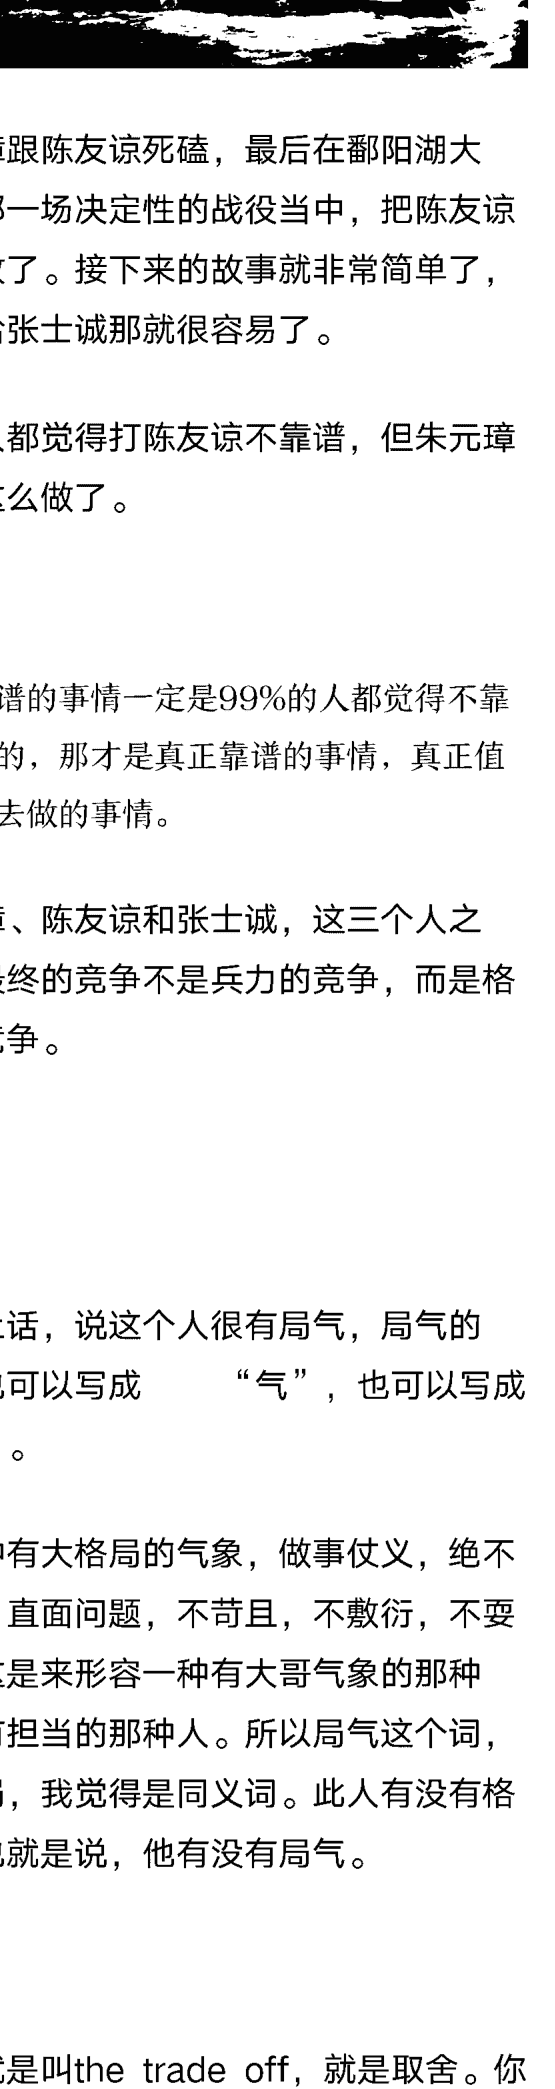 跟陈友谅死磕，最后在鄱阳湖大
一场决定性的战役当中，把陈友谅
了。接下来的故事就非常简单了，
张士诚那就很容易了。
都觉得打陈友谅不靠谱，但朱元璋
么做了。
谱的事情一定是99%的人都觉得不靠
的，那才是真正靠谱的事情，真正值
去做的事情。
、陈友谅和张士诚，这三个人之
终的竞争不是兵力的竞争，而是格
争。
话，说这个人很有局气，局气的
可以写成 “气”，也可以写成
。
有大格局的气象，做事仗义，绝不
直面问题，不苟且，不敷衍，不耍
是来形容一种有大哥气象的那种
担当的那种人。所以局气这个词，
，我觉得是同义词。此人有没有格
就是说，他有没有局气。
是叫the trade off，就是取舍。你